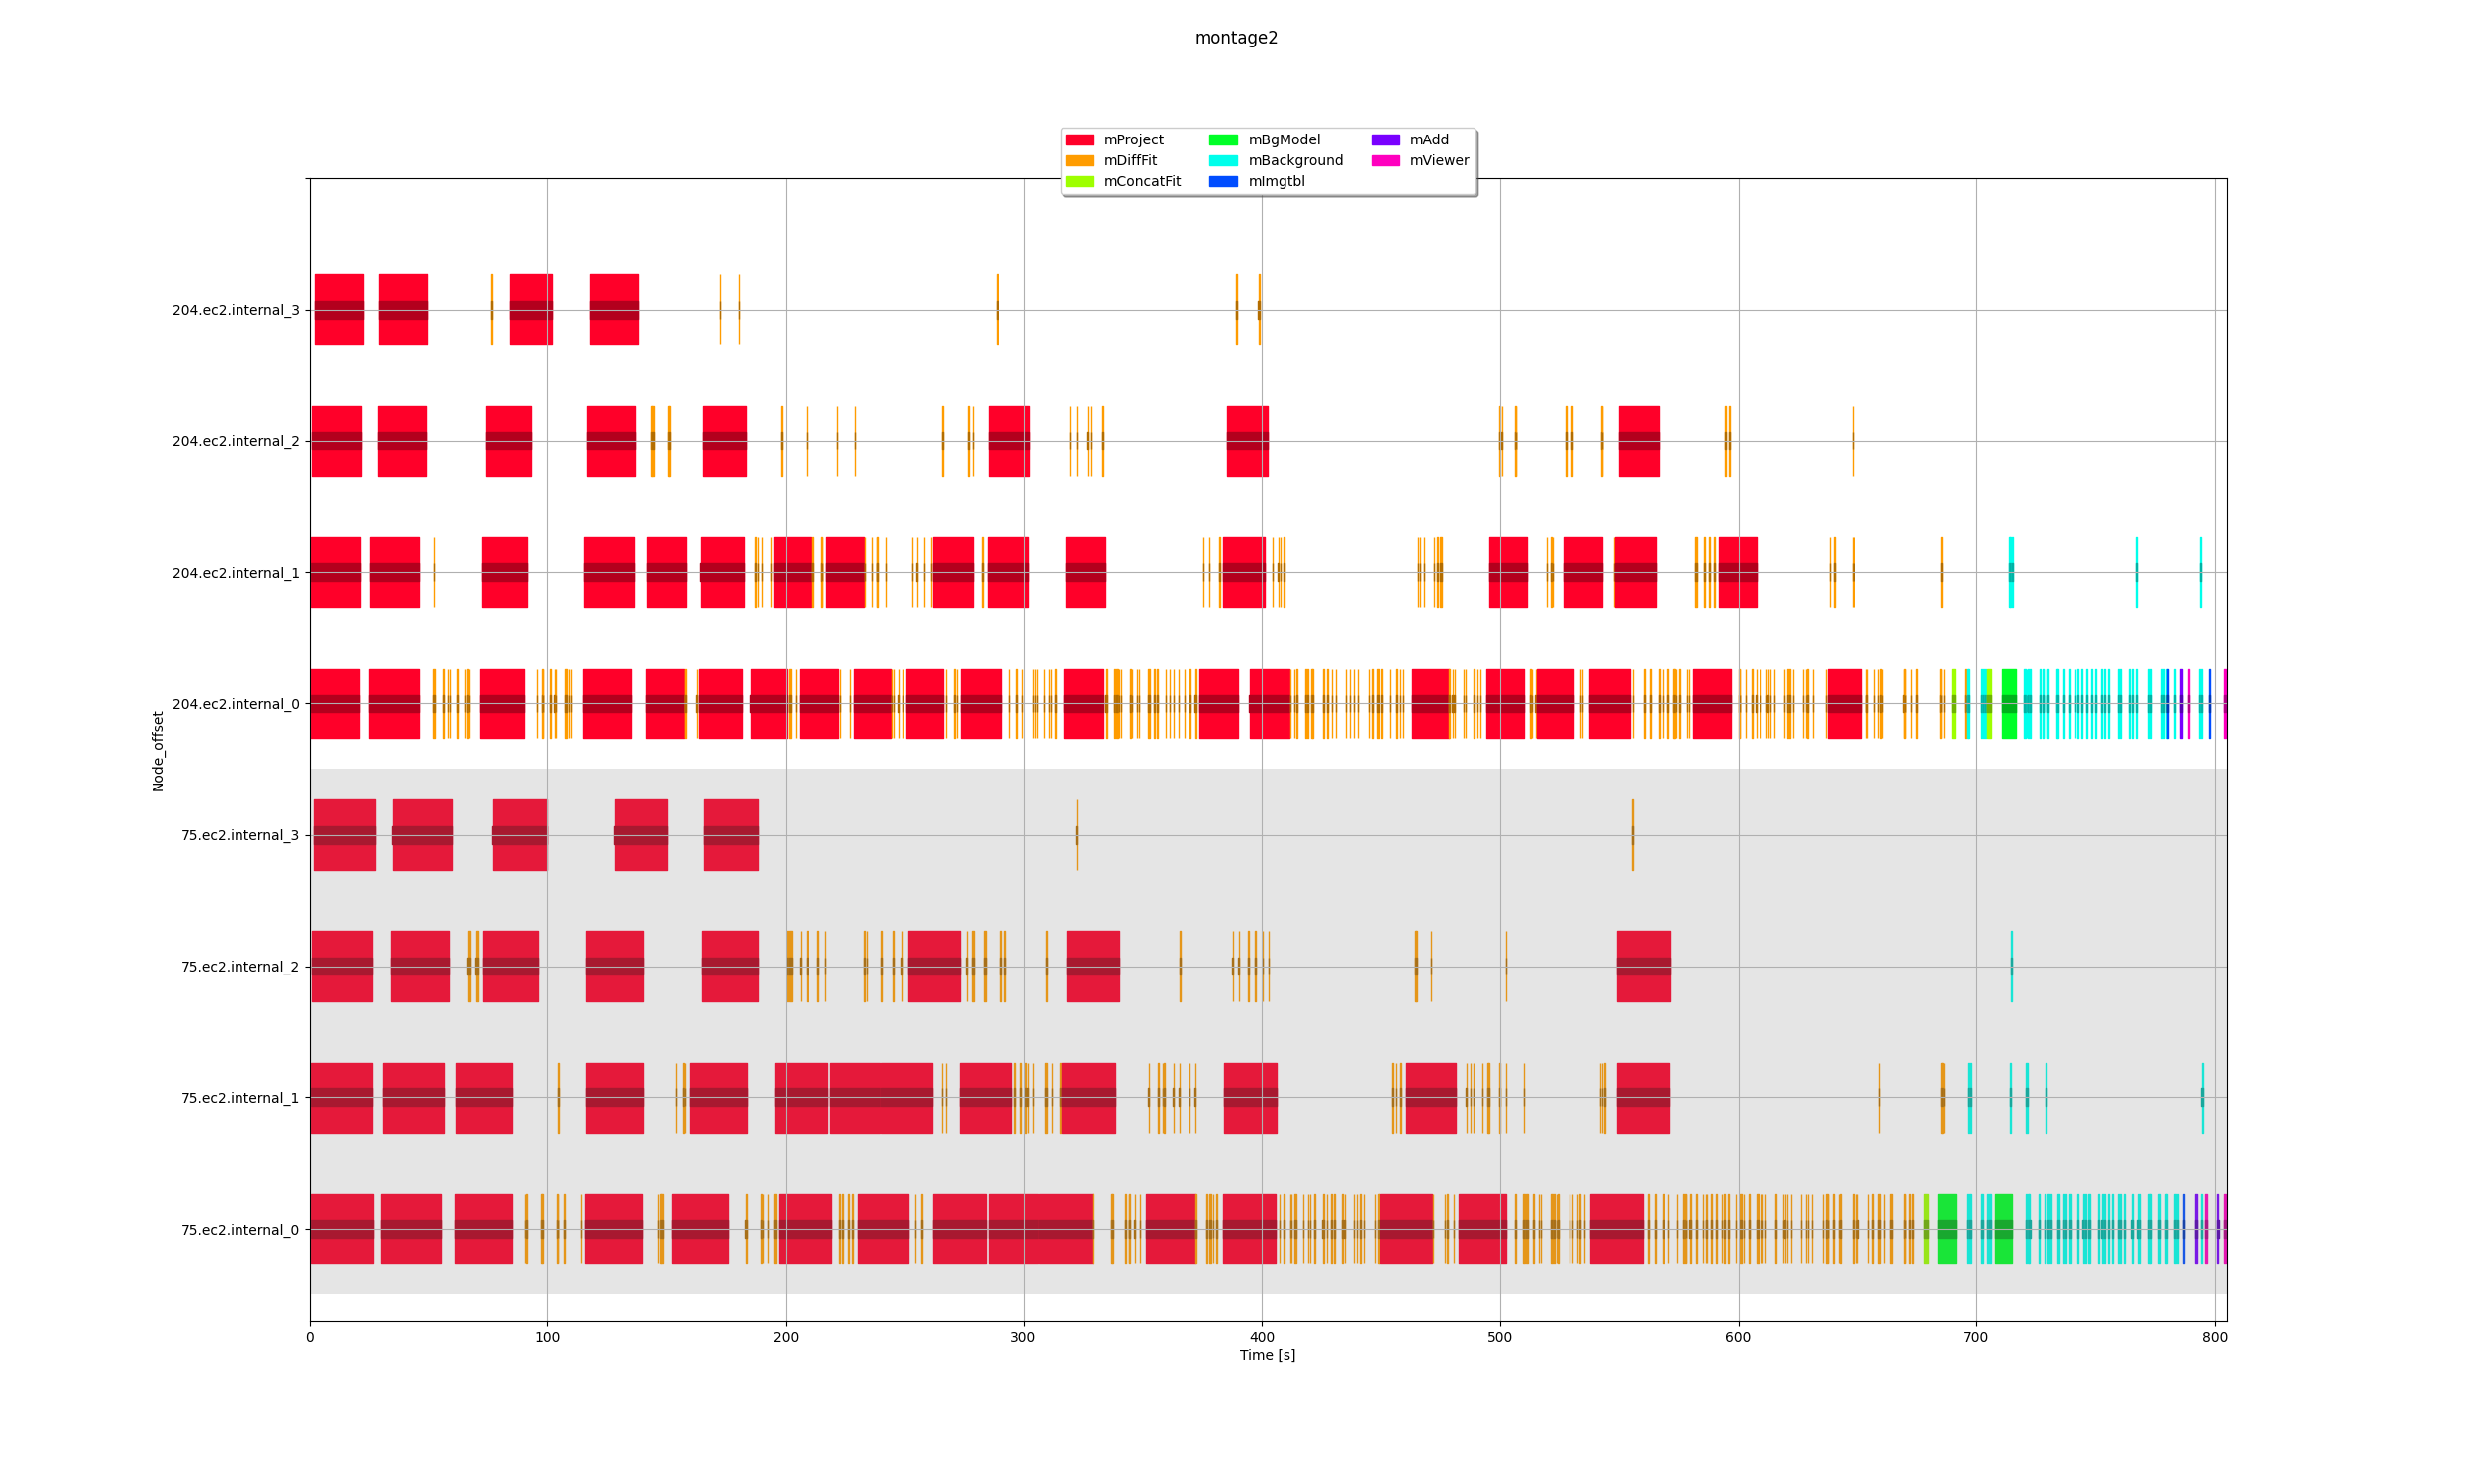 montage2
mProject mBgModel mAdd
mDiffFit mBackground mViewer
mConcatFit mImgtbl
204.ec2.internal_3
204.ec2.internal_2
204.ec2.internal_1
204.ec2.internal_0
Node_offset
75.ec2.internal_3
75.ec2.internal_2
75.ec2.internal_1
75.ec2.internal_0
0 100 200 300 400 500 600 700 800
Time [s]